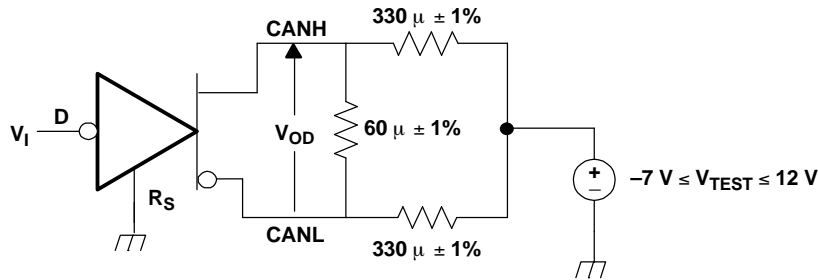 CANH
330 μ ± 1%
D
V_I
V_OD
60 μ ± 1%
R_S
CANL
330 μ ± 1%
+
–
–7 V ≤ V_TEST ≤ 12 V